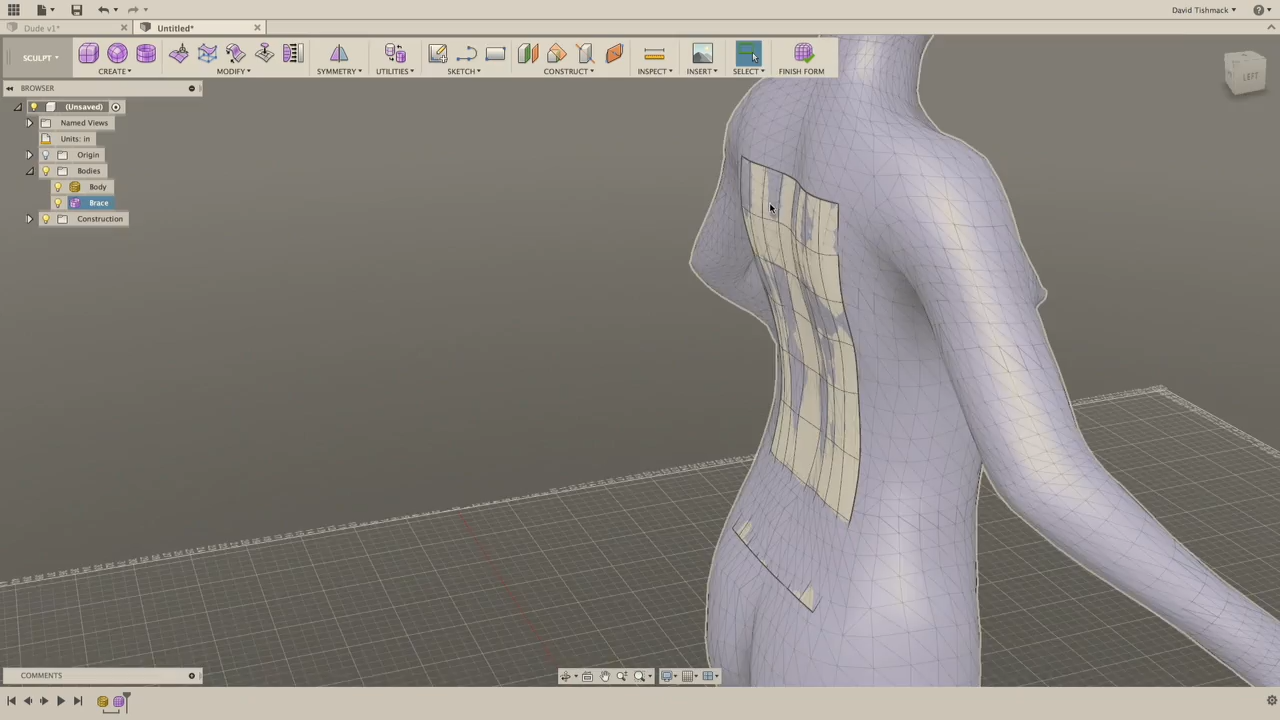 David Tishmack
Dude v1*
Untitled*
SCULPT
CREATE
MODIFY
SYMMETRY
UTILITIES
SKETCH
CONSTRUCT
INSPECT
INSERT
SELECT
FINISH FORM
LEFT
BROWSER
(Unsaved)
Named Views
Units: in
Origin
Bodies
Body
Brace
Construction
COMMENTS